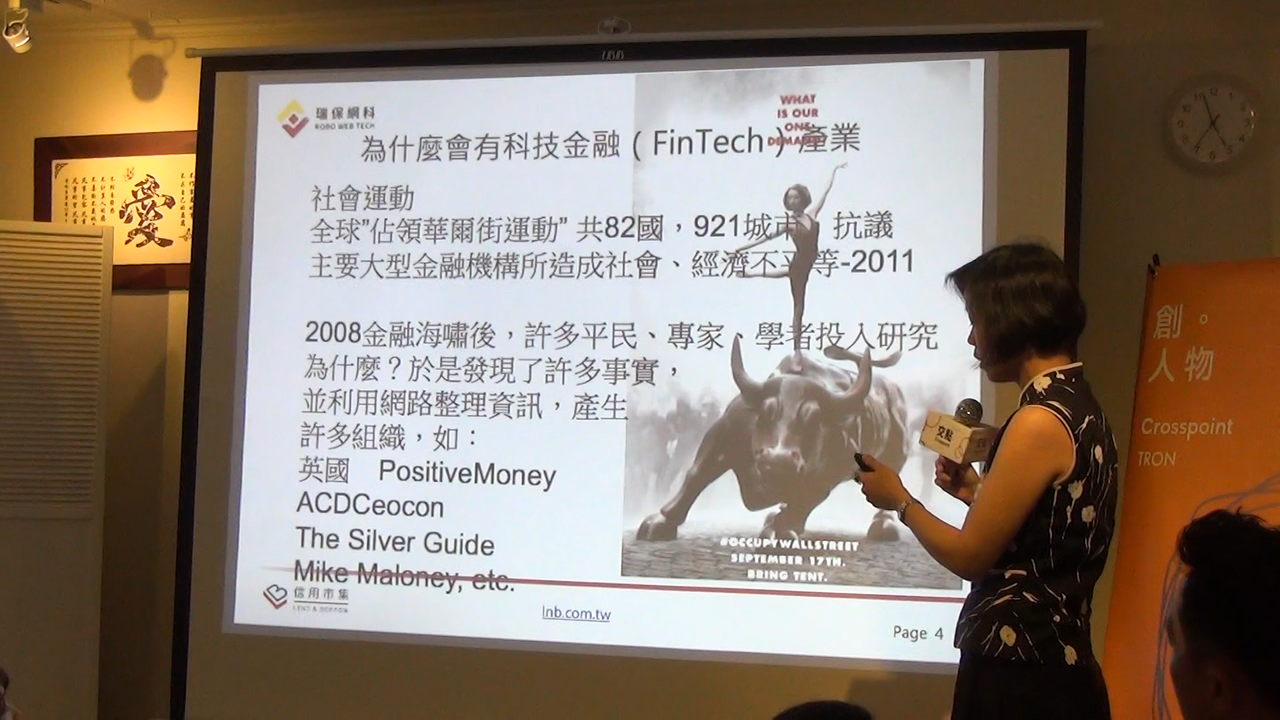 瑞保網科
ROBO WEB TECH
為什麼會有科技金融（FinTech）產業
WHAT
IS OUR
ONE
社會運動
全球”佔領華爾街運動” 共82國，921城市 抗議
主要大型金融機構所造成社會、經濟不平等-2011
2008金融海嘯後，許多平民、專家、學者投入研究
為什麼？於是發現了許多事實，
並利用網路整理資訊，產生
許多組織，如：
英國 PositiveMoney
ACDCeocon
The Silver Guide
Mike Maloney, etc.
#OCCUPYWALLSTREET
SEPTEMBER 17TH.
BRING TENT.
信用市集
lnb.com.tw
Page 4
愛
交點
創。
人物
Crosspoint
TRON